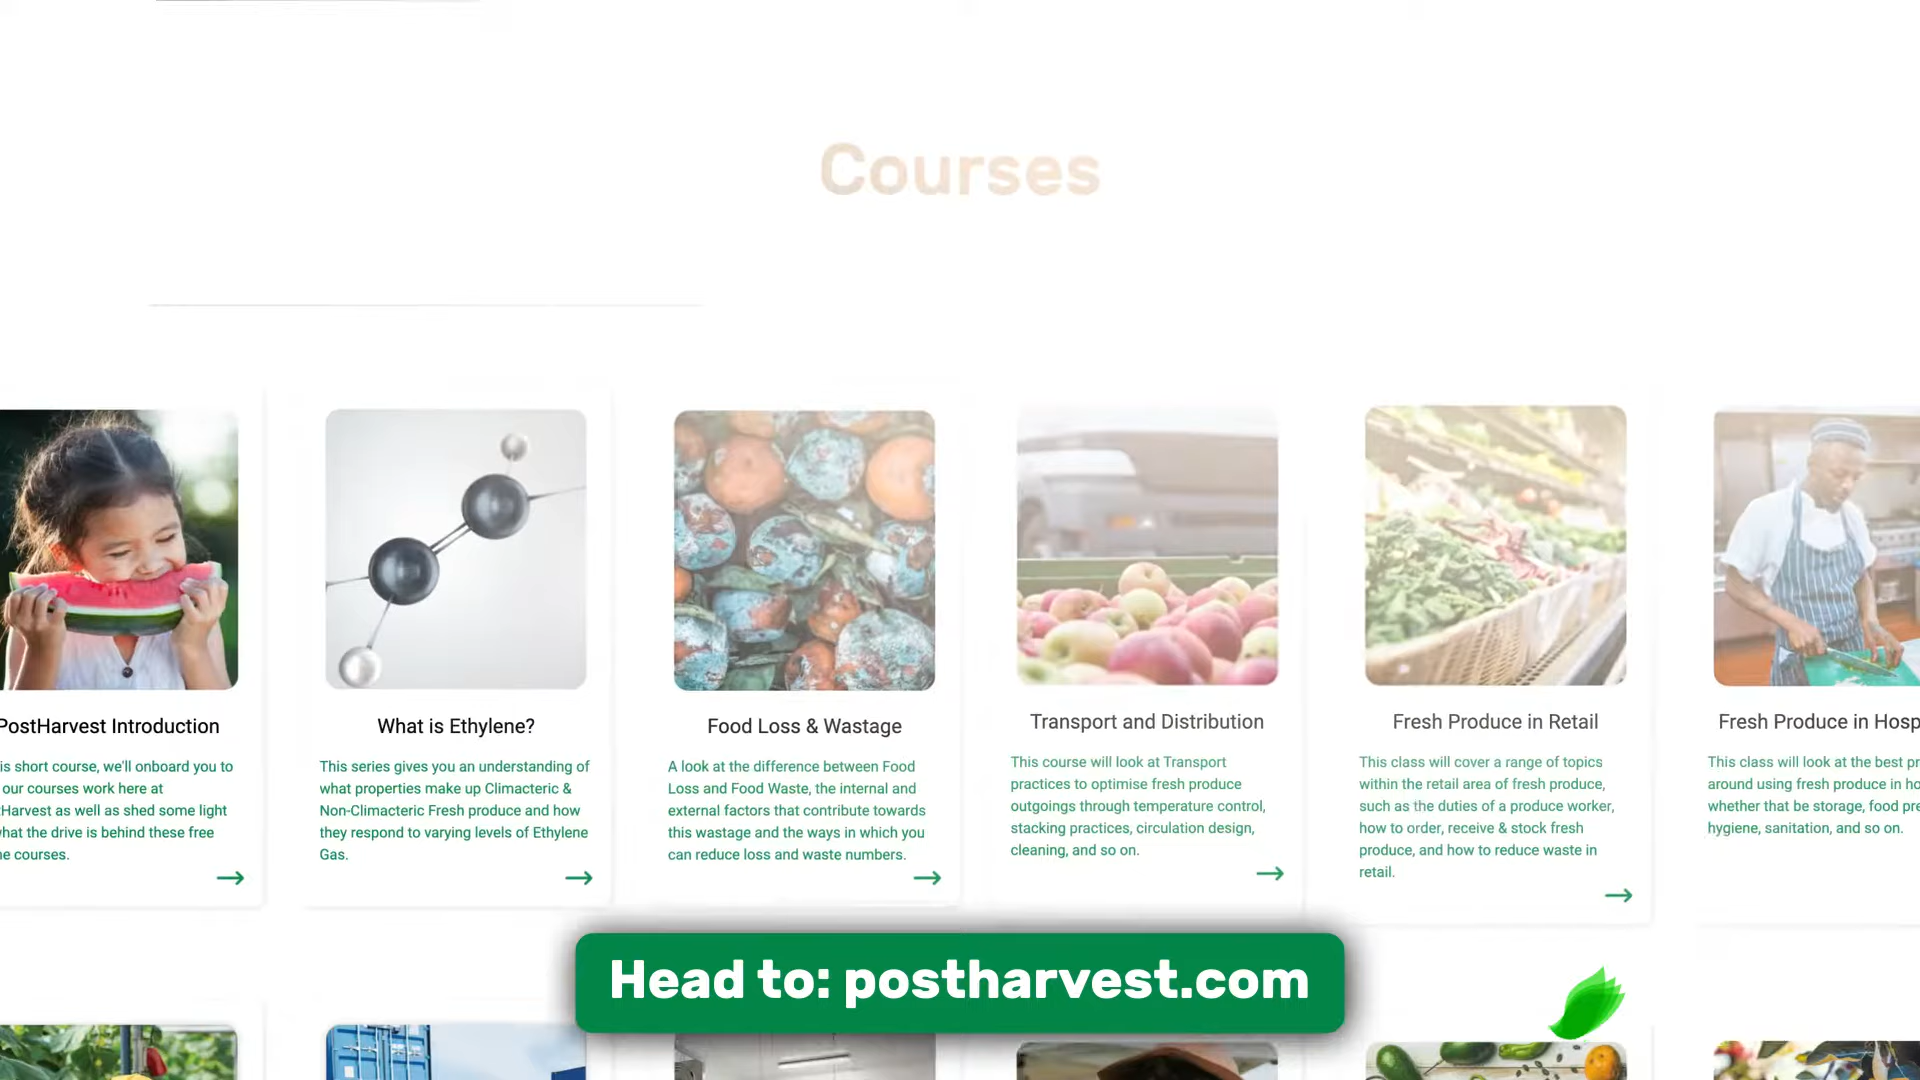 Courses
PostHarvest Introduction
is short course, we'll onboard you to
our courses work here at
Harvest as well as shed some light
what the drive is behind these free
courses.
What is Ethylene?
This series gives you an understanding of
what properties make up Climacteric &
Non-Climacteric Fresh produce and how
they respond to varying levels of Ethylene
Gas.
Food Loss & Wastage
A look at the difference between Food
Loss and Food Waste, the internal and
external factors that contribute towards
this wastage and the ways in which you
can reduce loss and waste numbers.
Transport and Distribution
This course will look at Transport
practices to optimise fresh produce
outgoings through temperature control,
stacking practices, circulation design,
cleaning, and so on.
Fresh Produce in Retail
This class will cover a range of topics
within the retail area of fresh produce,
such as the duties of a produce worker,
how to order, receive & stock fresh
produce, and how to reduce waste in
retail.
Fresh Produce in Hosp
This class will look at the best pr
around using fresh produce in ho
whether that be storage, food pre
hygiene, sanitation, and so on.
Head to: postharvest.com